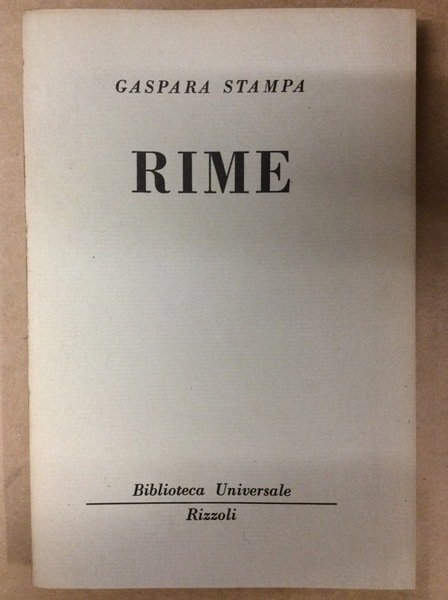 GASPARA STAMPA
RIME
Biblioteca Universale
Rizzoli